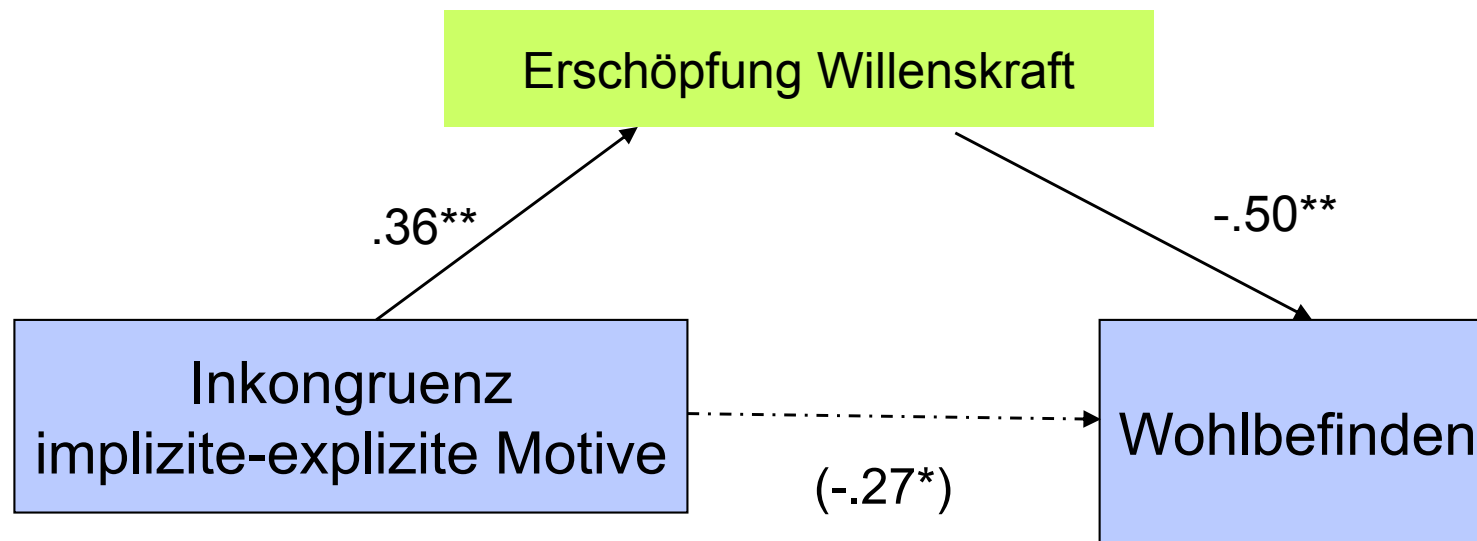 Erschöpfung Willenskraft
.36**
-.50**
Inkongruenz
implizite-explizite Motive
Wohlbefinden
(-.27*)